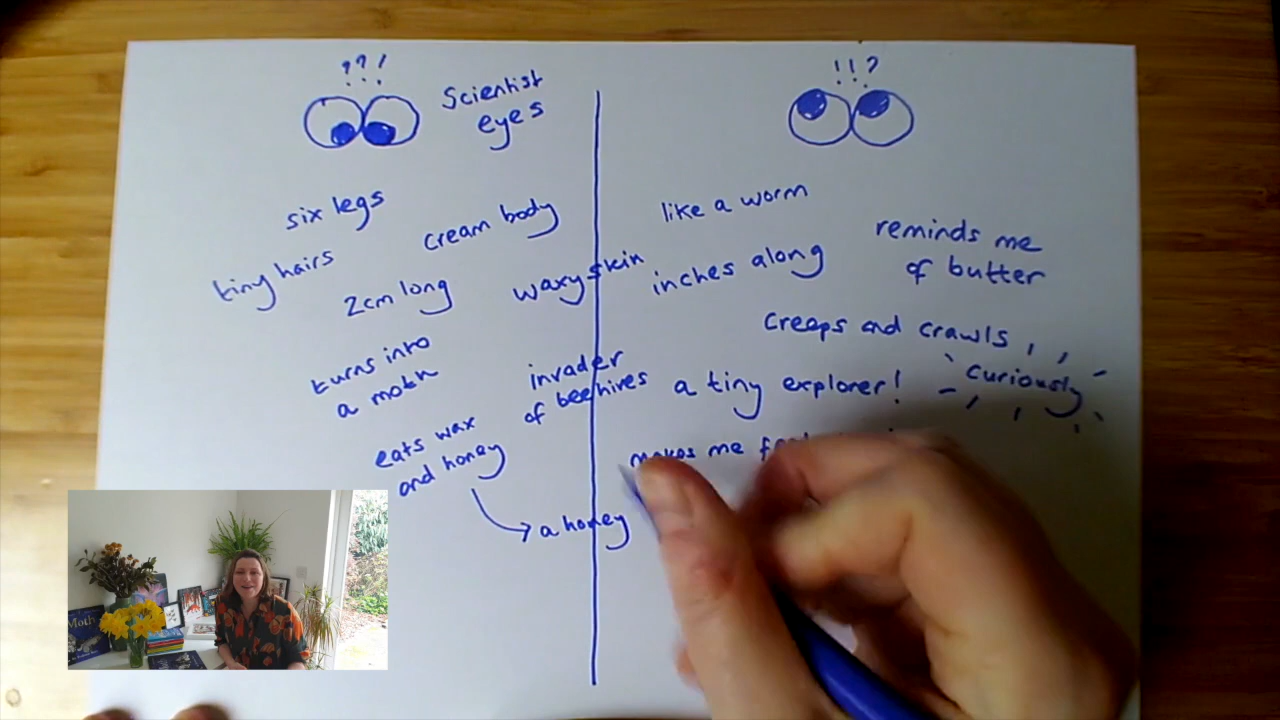 ???
Scientist
eyes
six legs
cream body
tiny hairs
2cm long
waxy skin
turns into
a moth
invader
of beehives
eats wax
and honey
a honey
!!?
like a worm
reminds me
of butter
inches along
creeps and crawls
curiously
a tiny explorer!
makes me
Moth